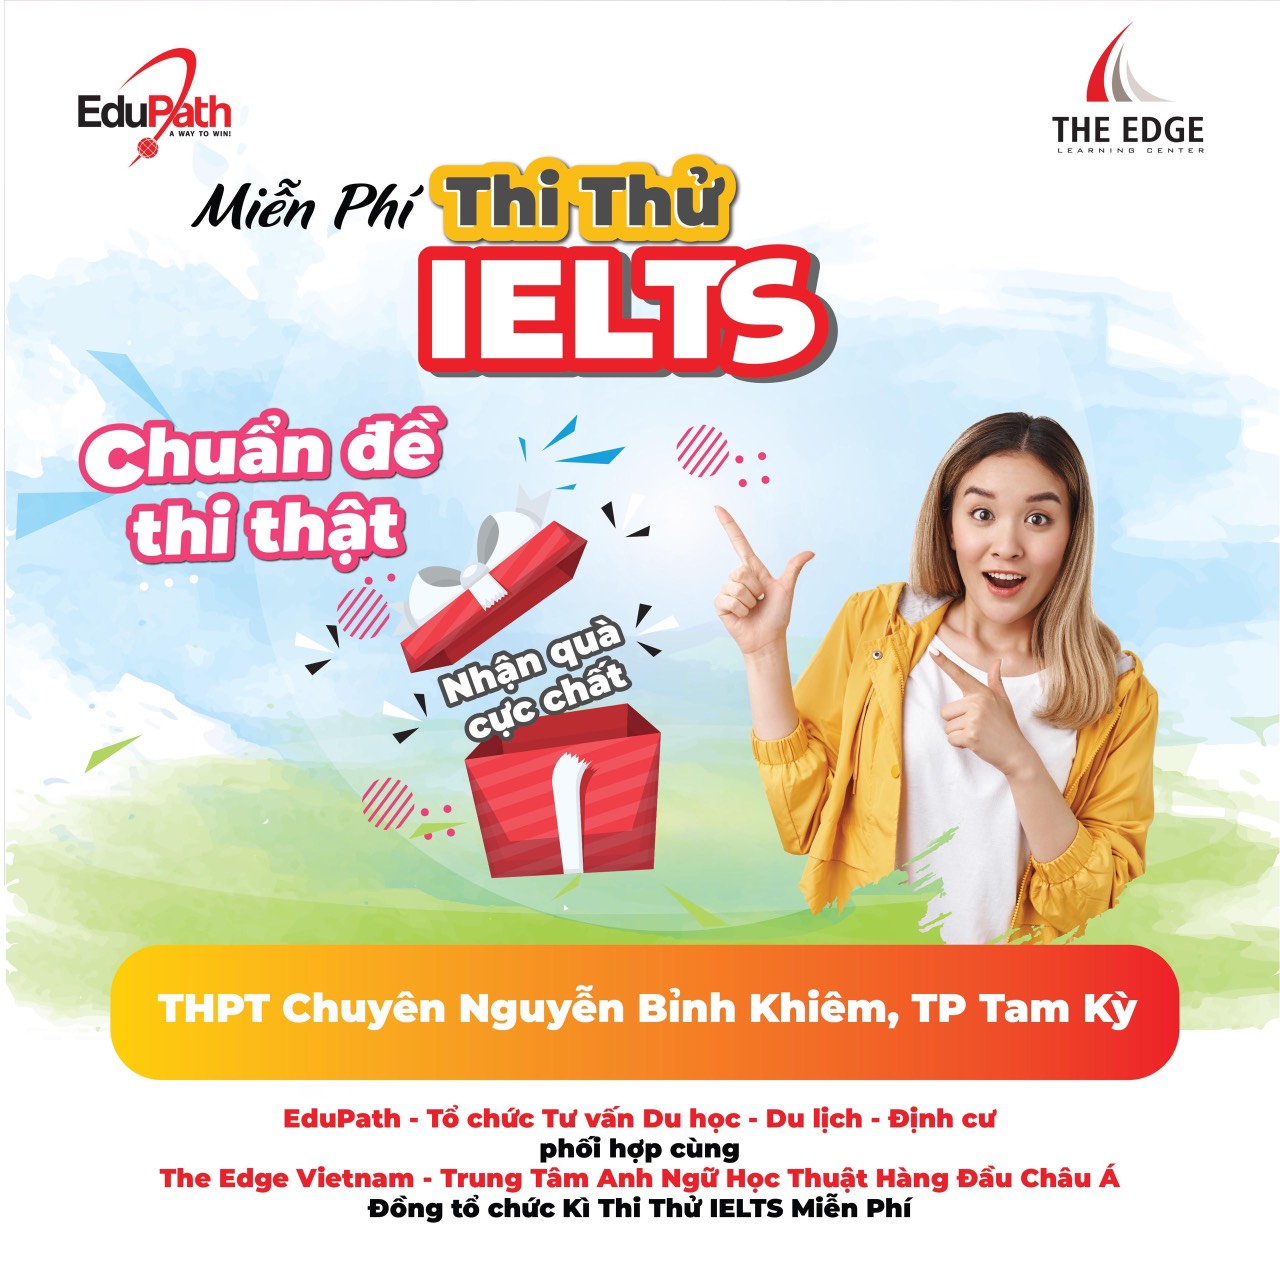 EduPath
A WAY TO WIN!
THE EDGE
LEARNING CENTER
Miễn Phí Thi Thử
IELTS
Chuẩn đề
thi thật
Nhận quà
cực chất
THPT Chuyên Nguyễn Bỉnh Khiêm, TP Tam Kỳ
EduPath - Tổ chức Tư vấn Du học - Du lịch - Định cư
phối hợp cùng
The Edge Vietnam - Trung Tâm Anh Ngữ Học Thuật Hàng Đầu Châu Á
Đồng tổ chức Kì Thi Thử IELTS Miễn Phí